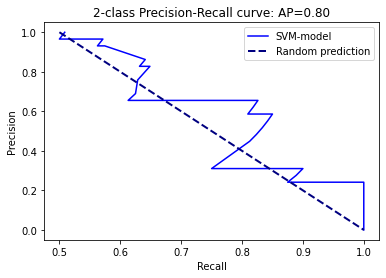 2-class Precision-Recall curve: AP=0.80
SVM-model
Random prediction
Precision
1.0
0.8
0.6
0.4
0.2
0.0
0.5 0.6 0.7 0.8 0.9 1.0
Recall